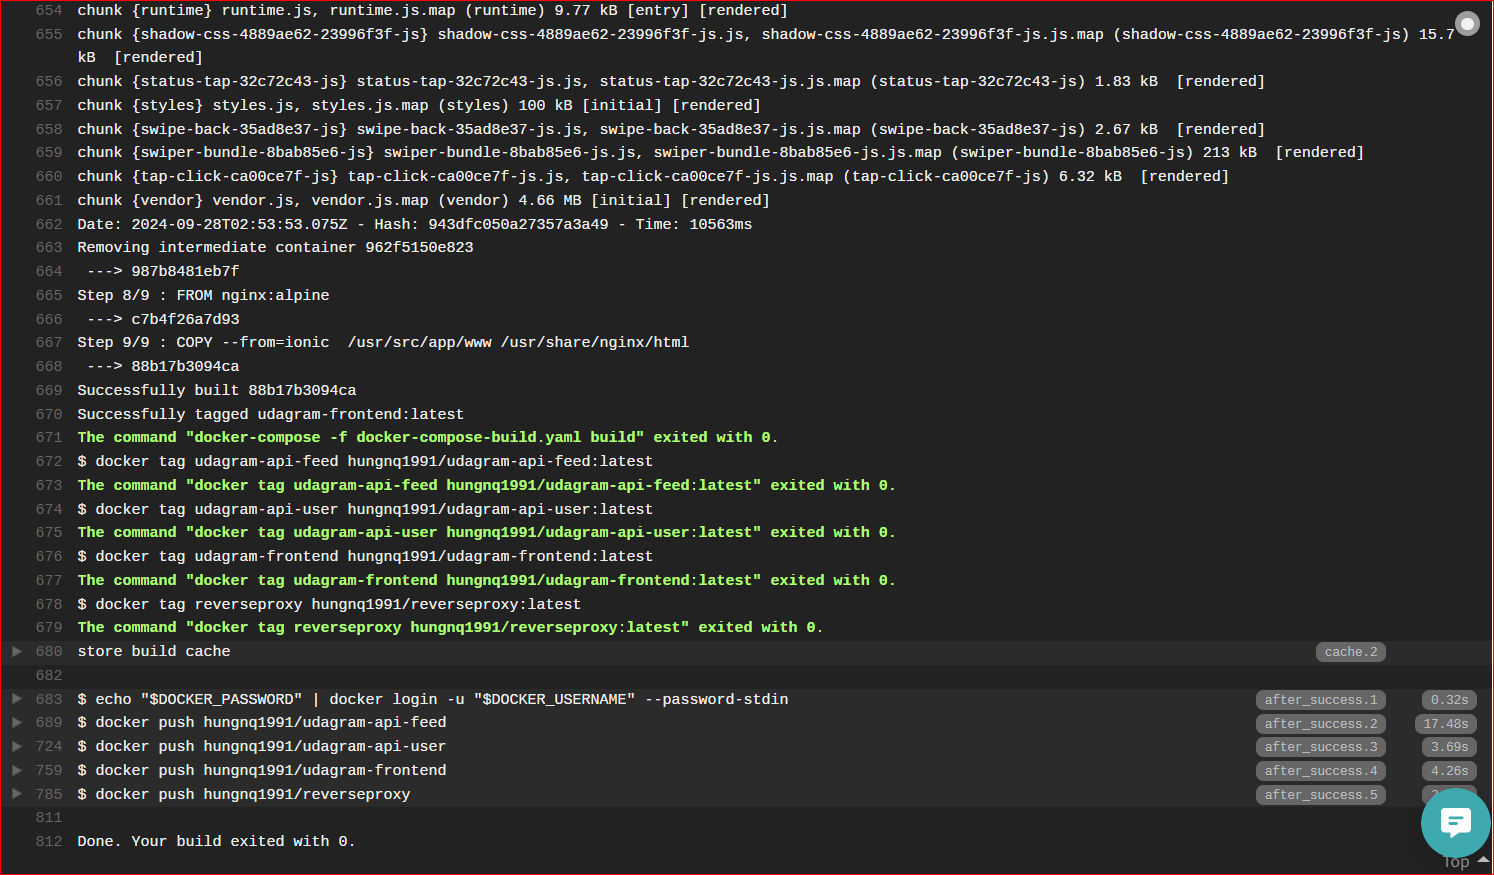 654 chunk {runtime} runtime.js, runtime.js.map (runtime) 9.77 kB [entry] [rendered]
655 chunk {shadow-css-4889ae62-23996f3f-js} shadow-css-4889ae62-23996f3f-js.js, shadow-css-4889ae62-23996f3f-js.js.map (shadow-css-4889ae62-23996f3f-js) 15.7
kB  [rendered]
656 chunk {status-tap-32c72c43-js} status-tap-32c72c43-js.js, status-tap-32c72c43-js.js.map (status-tap-32c72c43-js) 1.83 kB  [rendered]
657 chunk {styles} styles.js, styles.js.map (styles) 100 kB [initial] [rendered]
658 chunk {swipe-back-35ad8e37-js} swipe-back-35ad8e37-js.js, swipe-back-35ad8e37-js.js.map (swipe-back-35ad8e37-js) 2.67 kB  [rendered]
659 chunk {swiper-bundle-8bab85e6-js} swiper-bundle-8bab85e6-js.js, swiper-bundle-8bab85e6-js.js.map (swiper-bundle-8bab85e6-js) 213 kB  [rendered]
660 chunk {tap-click-ca00ce7f-js} tap-click-ca00ce7f-js.js, tap-click-ca00ce7f-js.js.map (tap-click-ca00ce7f-js) 6.32 kB  [rendered]
661 chunk {vendor} vendor.js, vendor.js.map (vendor) 4.66 MB [initial] [rendered]
662 Date: 2024-09-28T02:53:53.075Z - Hash: 943dfc050a27357a3a49 - Time: 10563ms
663 Removing intermediate container 962f5150e823
664  ---> 987b8481eb7f
665 Step 8/9 : FROM nginx:alpine
666  ---> c7b4f26a7d93
667 Step 9/9 : COPY --from=ionic  /usr/src/app/www /usr/share/nginx/html
668  ---> 88b17b3094ca
669 Successfully built 88b17b3094ca
670 Successfully tagged udagram-frontend:latest
671 The command "docker-compose -f docker-compose-build.yaml build" exited with 0.
672 $ docker tag udagram-api-feed hungnq1991/udagram-api-feed:latest
673 The command "docker tag udagram-api-feed hungnq1991/udagram-api-feed:latest" exited with 0.
674 $ docker tag udagram-api-user hungnq1991/udagram-api-user:latest
675 The command "docker tag udagram-api-user hungnq1991/udagram-api-user:latest" exited with 0.
676 $ docker tag udagram-frontend hungnq1991/udagram-frontend:latest
677 The command "docker tag udagram-frontend hungnq1991/udagram-frontend:latest" exited with 0.
678 $ docker tag reverseproxy hungnq1991/reverseproxy:latest
679 The command "docker tag reverseproxy hungnq1991/reverseproxy:latest" exited with 0.
680 store build cache cache.2
682
683 $ echo "$DOCKER_PASSWORD" | docker login -u "$DOCKER_USERNAME" --password-stdin after_success.1 0.32s
689 $ docker push hungnq1991/udagram-api-feed after_success.2 17.48s
724 $ docker push hungnq1991/udagram-api-user after_success.3 3.69s
759 $ docker push hungnq1991/udagram-frontend after_success.4 4.26s
785 $ docker push hungnq1991/reverseproxy after_success.5
811
812 Done. Your build exited with 0.
Top